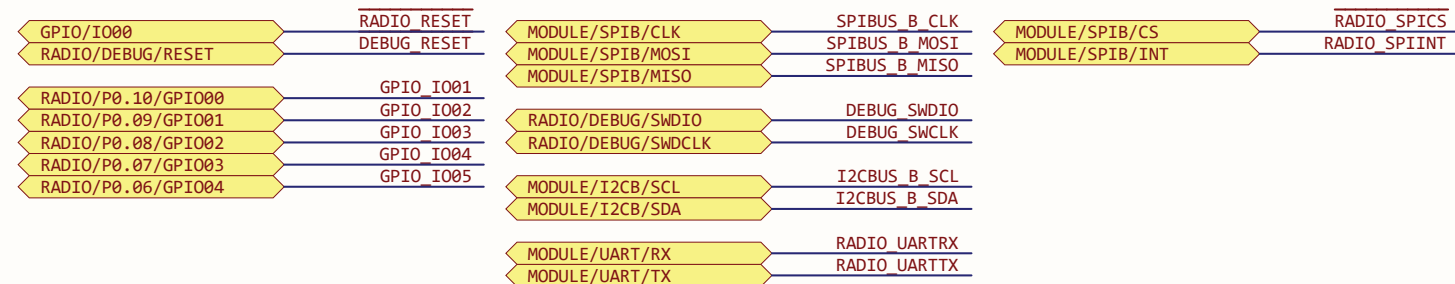 GPIO/IO00 RADIO_RESET
RADIO/DEBUG/RESET DEBUG_RESET
RADIO/P0.10/GPIO00 GPIO_IO01
RADIO/P0.09/GPIO01 GPIO_IO02
RADIO/P0.08/GPIO02 GPIO_IO03
RADIO/P0.07/GPIO03 GPIO_IO04
RADIO/P0.06/GPIO04 GPIO_IO05
MODULE/SPIB/CLK SPIBUS_B_CLK
MODULE/SPIB/MOSI SPIBUS_B_MOSI
MODULE/SPIB/MISO SPIBUS_B_MISO
RADIO/DEBUG/SWDIO DEBUG_SWDIO
RADIO/DEBUG/SWDCLK DEBUG_SWCLK
MODULE/I2CB/SCL I2CBUS_B_SCL
MODULE/I2CB/SDA I2CBUS_B_SDA
MODULE/UART/RX RADIO_UARTRX
MODULE/UART/TX RADIO_UARTTX
MODULE/SPIB/CS RADIO_SPICS
MODULE/SPIB/INT RADIO_SPIINT